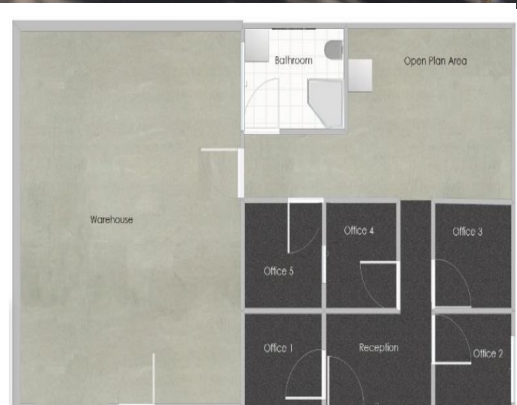 Bathroom
Open Plan Area
Warehouse
Office 4
Office 3
Office 5
Office 1
Reception
Office 2